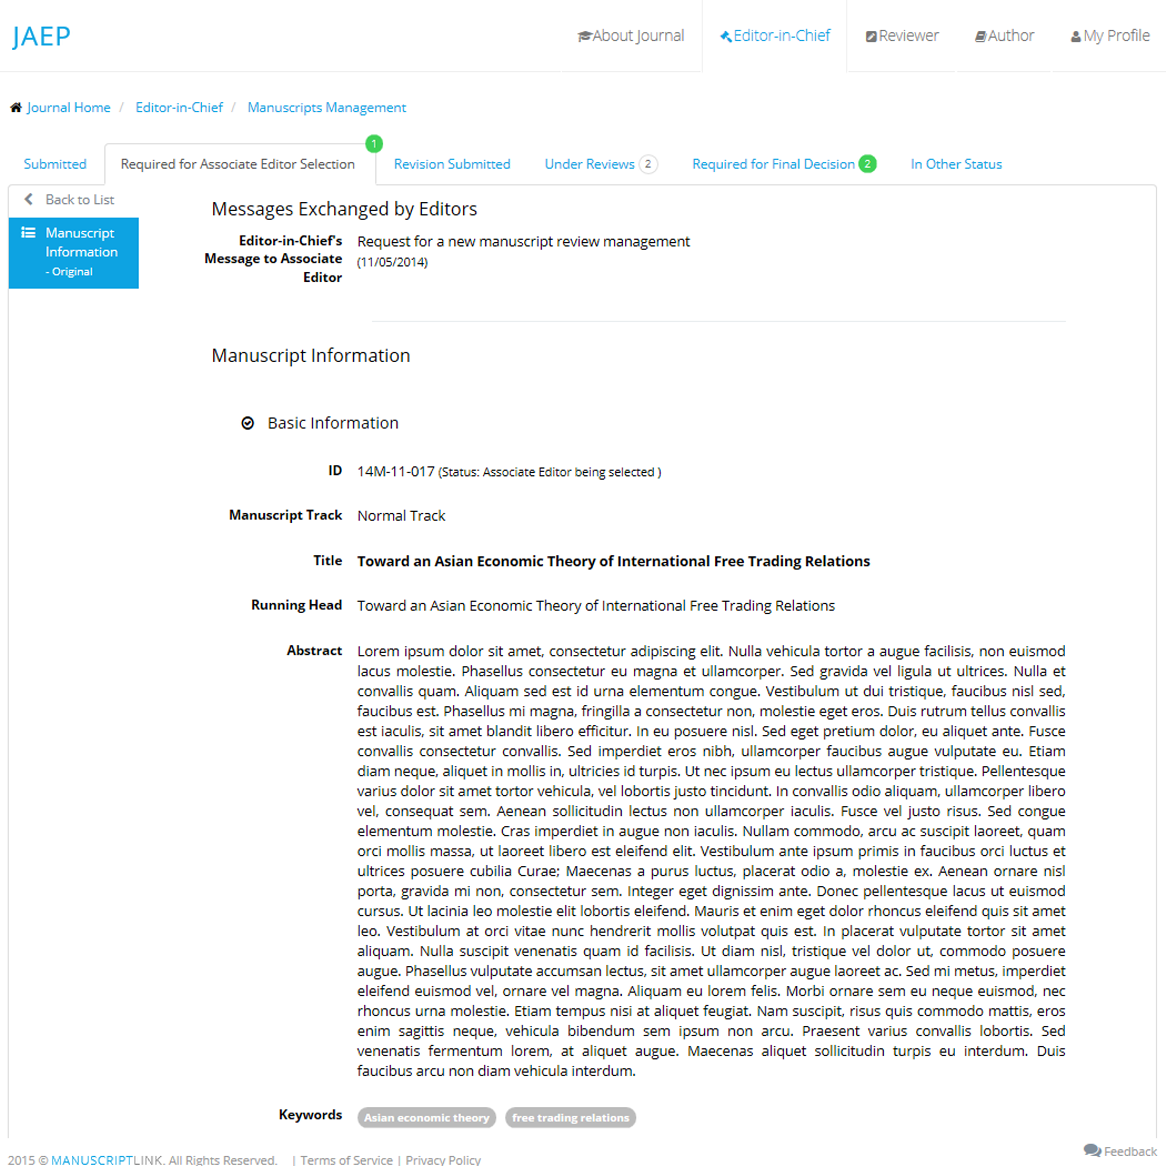 JAEP
About Journal
Editor-in-Chief
Reviewer
Author
My Profile
Journal Home / Editor-in-Chief / Manuscripts Management
Submitted
Required for Associate Editor Selection 1
Revision Submitted
Under Reviews 2
Required for Final Decision 2
In Other Status
Back to List
Manuscript
Information
- Original
Messages Exchanged by Editors
Editor-in-Chief's
Message to Associate
Editor
Request for a new manuscript review management
(11/05/2014)
Manuscript Information
Basic Information
ID 14M-11-017 (Status: Associate Editor being selected )
Manuscript Track Normal Track
Title Toward an Asian Economic Theory of International Free Trading Relations
Running Head Toward an Asian Economic Theory of International Free Trading Relations
Abstract Lorem ipsum dolor sit amet, consectetur adipiscing elit. Nulla vehicula tortor a augue facilisis, non euismod
lacus molestie. Phasellus consectetur eu magna et ullamcorper. Sed gravida vel ligula ut ultrices. Nulla et
convallis quam. Aliquam sed est id urna elementum congue. Vestibulum ut dui tristique, faucibus nisl sed,
faucibus est. Phasellus mi magna, fringilla a consectetur non, molestie eget eros. Duis rutrum tellus convallis
est iaculis, sit amet blandit libero efficitur. In eu posuere nisl. Sed eget pretium dolor, eu aliquet ante. Fusce
convallis consectetur convallis. Sed imperdiet eros nibh, ullamcorper faucibus augue vulputate eu. Etiam
diam neque, aliquet in mollis in, ultricies id turpis. Ut nec ipsum eu lectus ullamcorper tristique. Pellentesque
varius dolor sit amet tortor vehicula, vel lobortis justo tincidunt. In convallis odio aliquam, ullamcorper libero
vel, consequat sem. Aenean sollicitudin lectus non ullamcorper iaculis. Fusce vel justo risus. Sed congue
elementum molestie. Cras imperdiet in augue non iaculis. Nullam commodo, arcu ac suscipit laoreet, quam
orci mollis massa, ut laoreet libero est eleifend elit. Vestibulum ante ipsum primis in faucibus orci luctus et
ultrices posuere cubilia Curae; Maecenas a purus luctus, placerat odio a, molestie ex. Aenean ornare nisl
porta, gravida mi non, consectetur sem. Integer eget dignissim ante. Donec pellentesque lacus ut euismod
cursus. Ut lacinia leo molestie elit lobortis eleifend. Mauris et enim eget dolor rhoncus eleifend quis sit amet
leo. Vestibulum at orci vitae nunc hendrerit mollis volutpat quis est. In placerat vulputate tortor sit amet
aliquam. Nulla suscipit venenatis quam id facilisis. Ut diam nisl, tristique vel dolor ut, commodo posuere
augue. Phasellus vulputate accumsan lectus, sit amet ullamcorper augue laoreet ac. Sed mi metus, imperdiet
eleifend euismod vel, ornare vel magna. Aliquam eu lorem felis. Morbi ornare sem eu neque euismod, nec
rhoncus urna molestie. Etiam tempus nisi at aliquet feugiat. Nam suscipit, risus quis commodo mattis, eros
enim sagittis neque, vehicula bibendum sem ipsum non arcu. Praesent varius convallis lobortis. Sed
venenatis fermentum lorem, at aliquet augue. Maecenas aliquet sollicitudin turpis eu interdum. Duis
faucibus arcu non diam vehicula interdum.
Keywords Asian economic theory free trading relations
Feedback
2015 © MANUSCRIPTLINK. All Rights Reserved. | Terms of Service | Privacy Policy